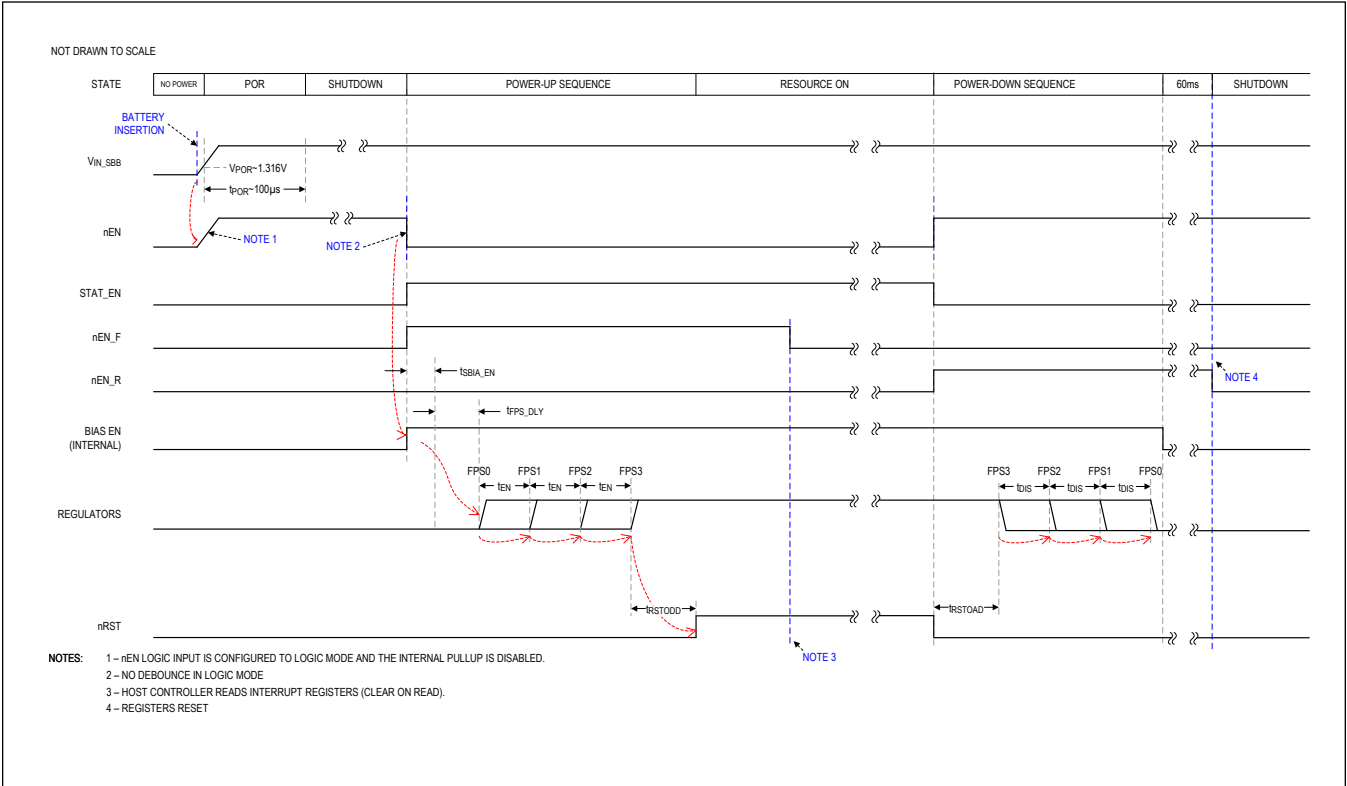 NOT DRAWN TO SCALE
STATE NO POWER POR SHUTDOWN POWER-UP SEQUENCE RESOURCE ON POWER-DOWN SEQUENCE 60ms SHUTDOWN
BATTERY
INSERTION
VIN_SBB
VPOR~1.316V
tPOR~100µs
nEN
NOTE 1
NOTE 2
STAT_EN
nEN_F
nEN_R
tSBIA_EN
NOTE 4
tFPS_DLY
BIAS EN
(INTERNAL)
FPS0 FPS1 FPS2 FPS3 FPS3 FPS2 FPS1 FPS0
tEN tEN tEN tDIS tDIS tDIS
REGULATORS
tRSTODD tRSTOAD
nRST
NOTE 3
NOTES: 1 – nEN LOGIC INPUT IS CONFIGURED TO LOGIC MODE AND THE INTERNAL PULLUP IS DISABLED.
2 – NO DEBOUNCE IN LOGIC MODE
3 – HOST CONTROLLER READS INTERRUPT REGISTERS (CLEAR ON READ).
4 – REGISTERS RESET